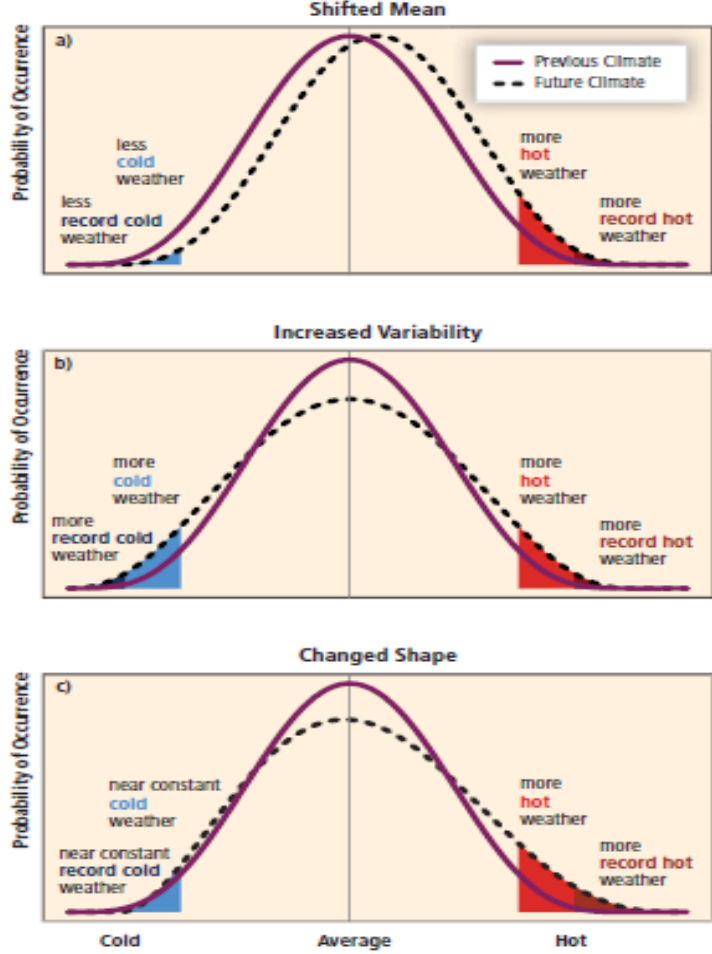 Shifted Mean
Probability of Occurrence
a)
Previous Climate
Future Climate
less
cold
weather
less
record cold
weather
more
hot
weather
more
record hot
weather
Increased Variability
Probability of Occurrence
b)
more
cold
weather
more
record cold
weather
more
hot
weather
more
record hot
weather
Changed Shape
Probability of Occurrence
c)
near constant
cold
weather
near constant
record cold
weather
more
hot
weather
more
record hot
weather
Cold
Average
Hot